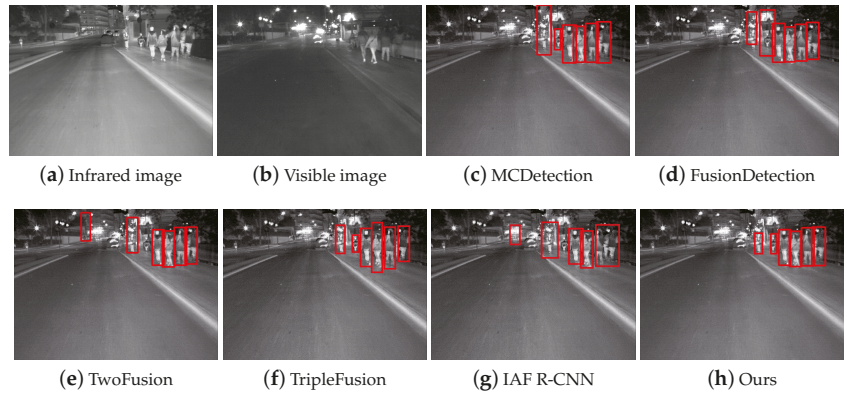 (a) Infrared image
(b) Visible image
(c) MCDetection
(d) FusionDetection
(e) TwoFusion
(f) TripleFusion
(g) IAF R-CNN
(h) Ours